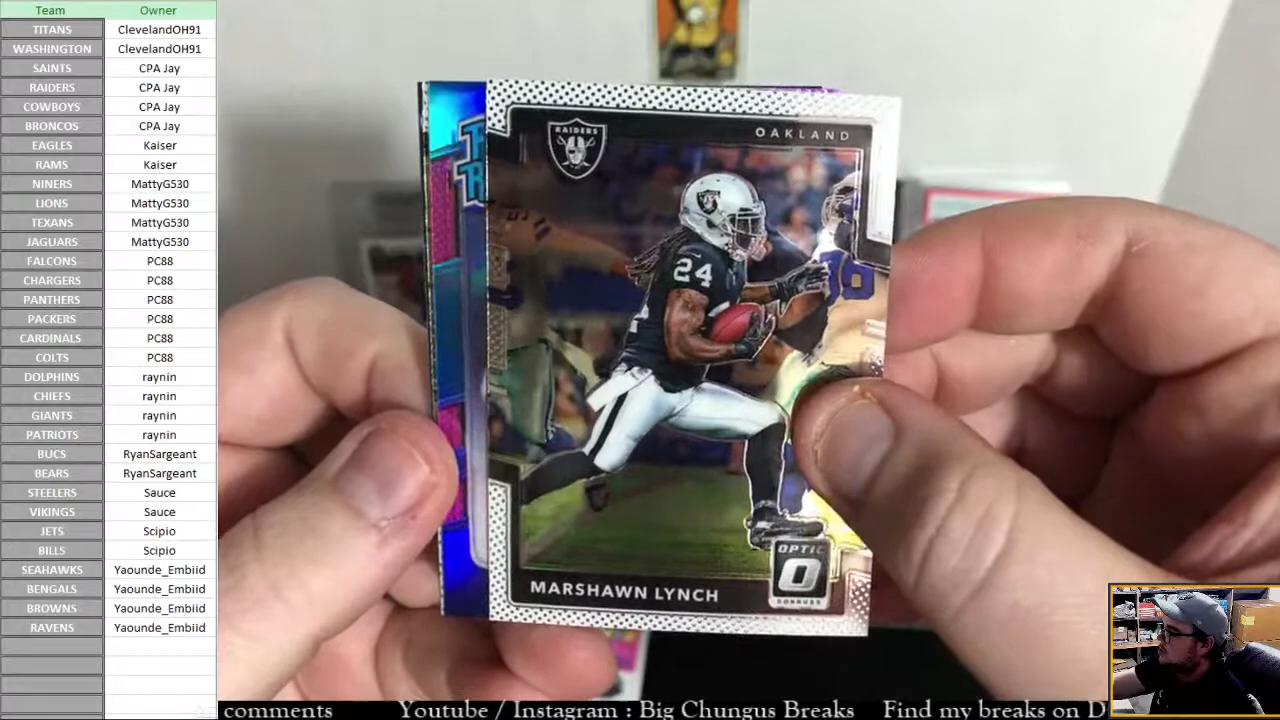 Team Owner
TITANS ClevelandOH91
WASHINGTON ClevelandOH91
SAINTS CPA Jay
RAIDERS CPA Jay
COWBOYS CPA Jay
BRONCOS CPA Jay
EAGLES Kaiser
RAMS Kaiser
NINERS MattyG530
LIONS MattyG530
TEXANS MattyG530
JAGUARS MattyG530
FALCONS PC88
CHARGERS PC88
PANTHERS PC88
PACKERS PC88
CARDINALS PC88
COLTS PC88
DOLPHINS raynin
CHIEFS raynin
GIANTS raynin
PATRIOTS raynin
BUCS RyanSargeant
BEARS RyanSargeant
STEELERS Sauce
VIKINGS Sauce
JETS Scipio
BILLS Scipio
SEAHAWKS Yaounde_Embiid
BENGALS Yaounde_Embiid
BROWNS Yaounde_Embiid
RAVENS Yaounde_Embiid
RAIDERS
OAKLAND
24
OPTIC
DONRUSS
MARSHAWN LYNCH
comments Youtube / Instagram : Big Chungus Breaks Find my breaks on D